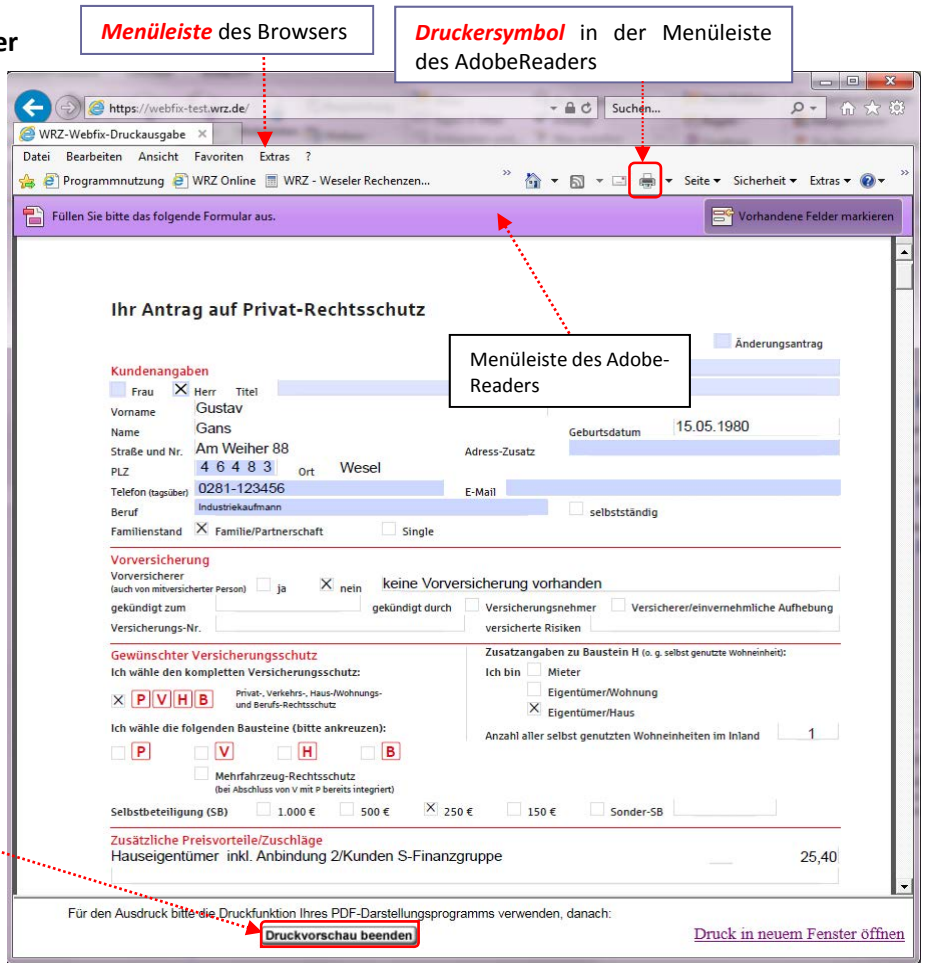 er
Menüleiste des Browsers
Druckersymbol in der Menüleiste
des AdobeReaders
https://webfix-test.wrz.de/
Suchen...
WRZ-Webfix-Druckausgabe
Datei Bearbeiten Ansicht Favoriten Extras ?
Programmnutzung WRZ Online WRZ - Weseler Rechenzen... » Seite Sicherheit Extras »
Füllen Sie bitte das folgende Formular aus. Vorhandene Felder markieren
Ihr Antrag auf Privat-Rechtsschutz
Änderungsantrag
Menüleiste des Adobe-
Readers
Kundenangaben
Frau X Herr Titel
Vorname Gustav
Name Gans Geburtsdatum 15.05.1980
Straße und Nr. Am Weiher 88 Adress-Zusatz
PLZ 4 6 4 8 3 Ort Wesel
Telefon (tagsüber) 0281-123456 E-Mail
Beruf Industriekaufmann selbstständig
Familienstand X Familie/Partnerschaft Single
Vorversicherung
Vorversicherer
(auch von mitversicherter Person) ja X nein keine Vorversicherung vorhanden
gekündigt zum gekündigt durch Versicherungsnehmer Versicherer/einvernehmliche Aufhebung
Versicherungs-Nr. versicherte Risiken
Gewünschter Versicherungsschutz
Ich wähle den kompletten Versicherungsschutz:
X P V H B Privat-, Verkehrs-, Haus-/Wohnungs-
und Berufs-Rechtsschutz
Ich wähle die folgenden Bausteine (bitte ankreuzen):
P V H B
Mehrfahrzeug-Rechtsschutz
(bei Abschluss von V mit P bereits integriert)
Zusatzangaben zu Baustein H (o. g. selbst genutzte Wohneinheit):
Ich bin Mieter
Eigentümer/Wohnung
X Eigentümer/Haus
Anzahl aller selbst genutzten Wohneinheiten im Inland 1
Selbstbeteiligung (SB) 1.000 € 500 € X 250 € 150 € Sonder-SB
Zusätzliche Preisvorteile/Zuschläge
Hauseigentümer inkl. Anbindung 2/Kunden S-Finanzgruppe 25,40
Für den Ausdruck bitte die Druckfunktion Ihres PDF-Darstellungsprogramms verwenden, danach:
Druckvorschau beenden
Druck in neuem Fenster öffnen